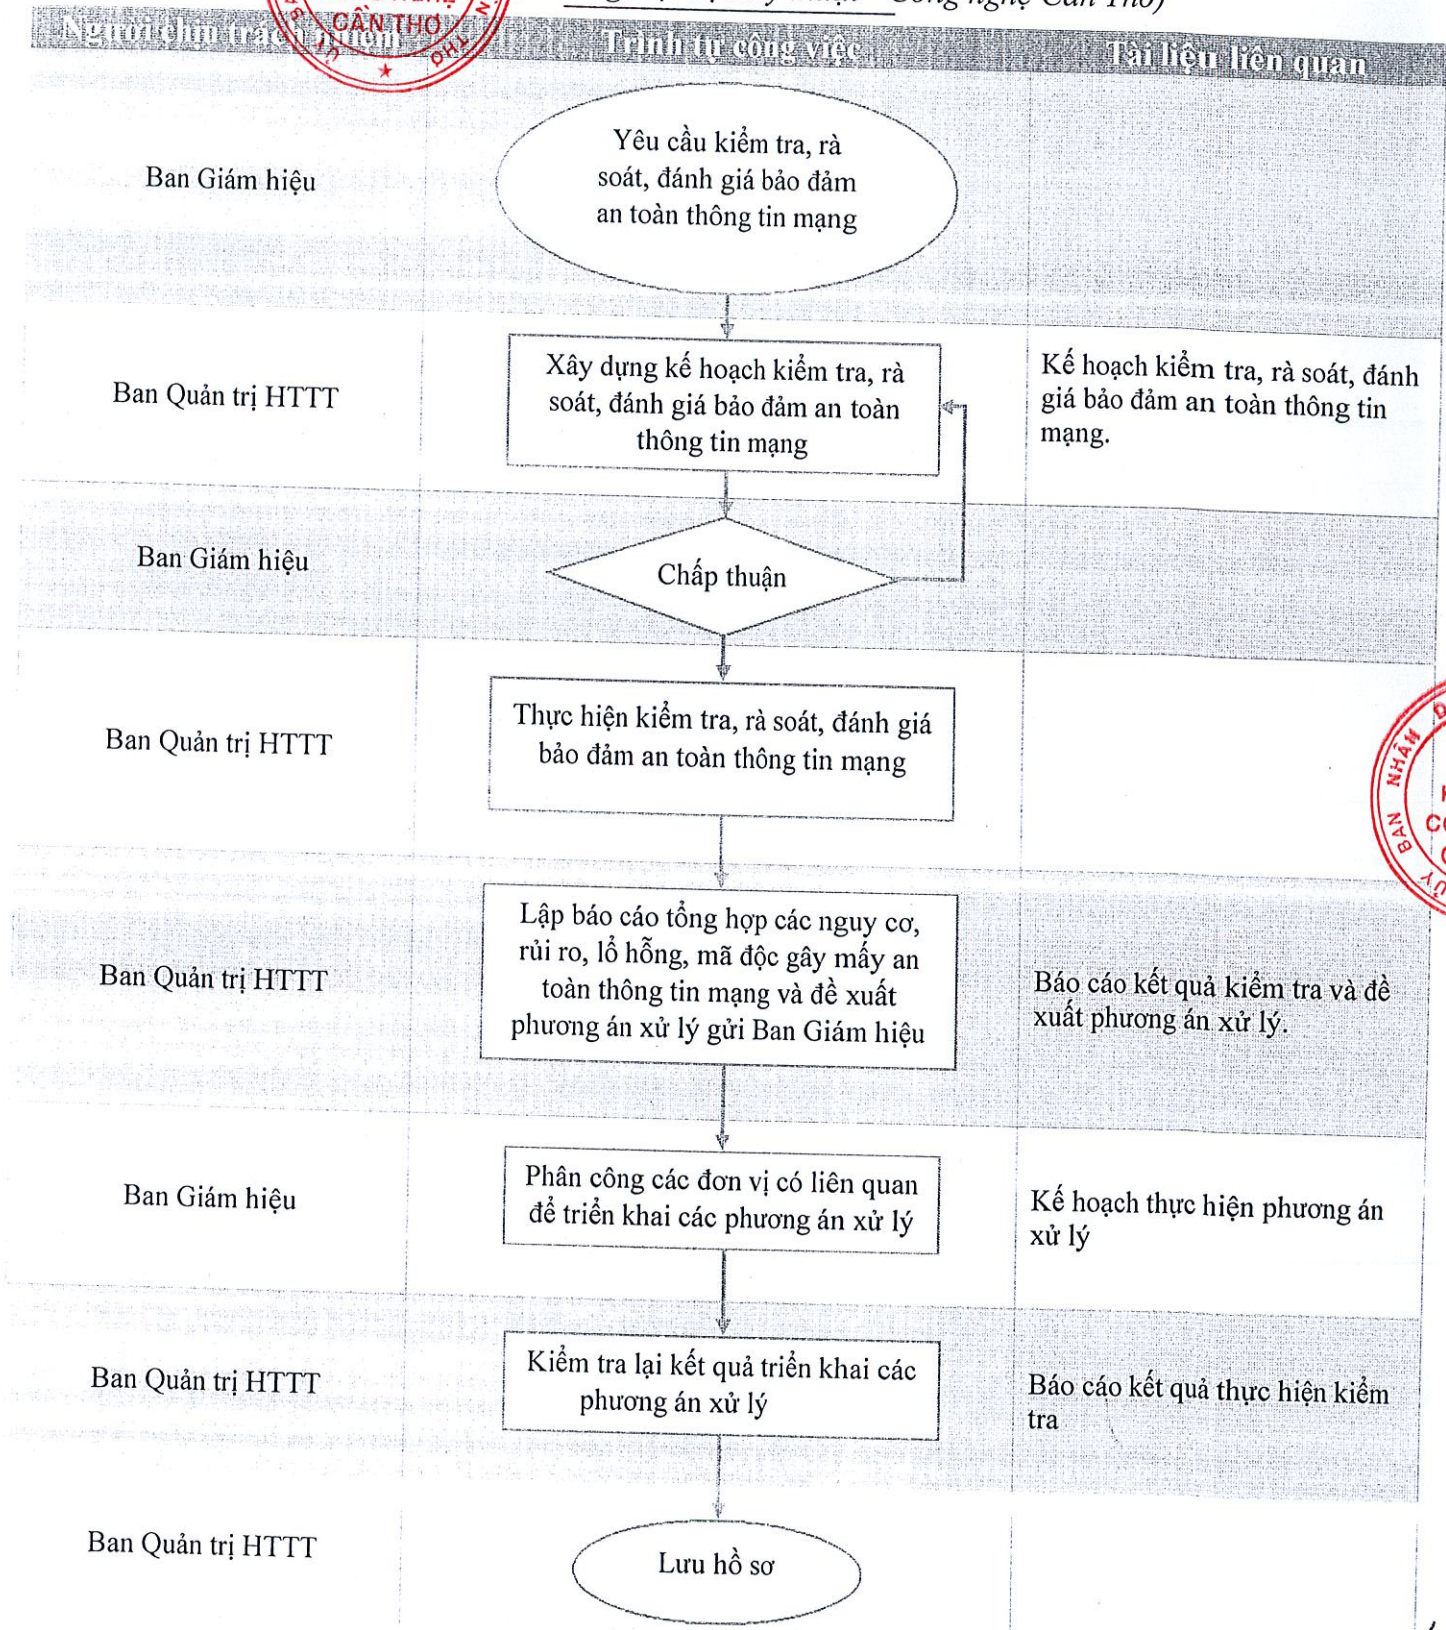 Công nghệ Cần Thơ)
CẦN THƠ
Người chịu trách nhiệm
Trình tự công việc
Tài liệu liên quan
Ban Giám hiệu
Yêu cầu kiểm tra, rà
soát, đánh giá bảo đảm
an toàn thông tin mạng
Ban Quản trị HTTT
Xây dựng kế hoạch kiểm tra, rà
soát, đánh giá bảo đảm an toàn
thông tin mạng
Kế hoạch kiểm tra, rà soát, đánh
giá bảo đảm an toàn thông tin
mạng.
Ban Giám hiệu
Chấp thuận
Ban Quản trị HTTT
Thực hiện kiểm tra, rà soát, đánh giá
bảo đảm an toàn thông tin mạng
BAN NHÂN
Ban Quản trị HTTT
Lập báo cáo tổng hợp các nguy cơ,
rủi ro, lổ hỗng, mã độc gây mấy an
toàn thông tin mạng và đề xuất
phương án xử lý gửi Ban Giám hiệu
Báo cáo kết quả kiểm tra và đề
xuất phương án xử lý.
Ban Giám hiệu
Phân công các đơn vị có liên quan
để triển khai các phương án xử lý
Kế hoạch thực hiện phương án
xử lý
Ban Quản trị HTTT
Kiểm tra lại kết quả triển khai các
phương án xử lý
Báo cáo kết quả thực hiện kiểm
tra
Ban Quản trị HTTT
Lưu hồ sơ